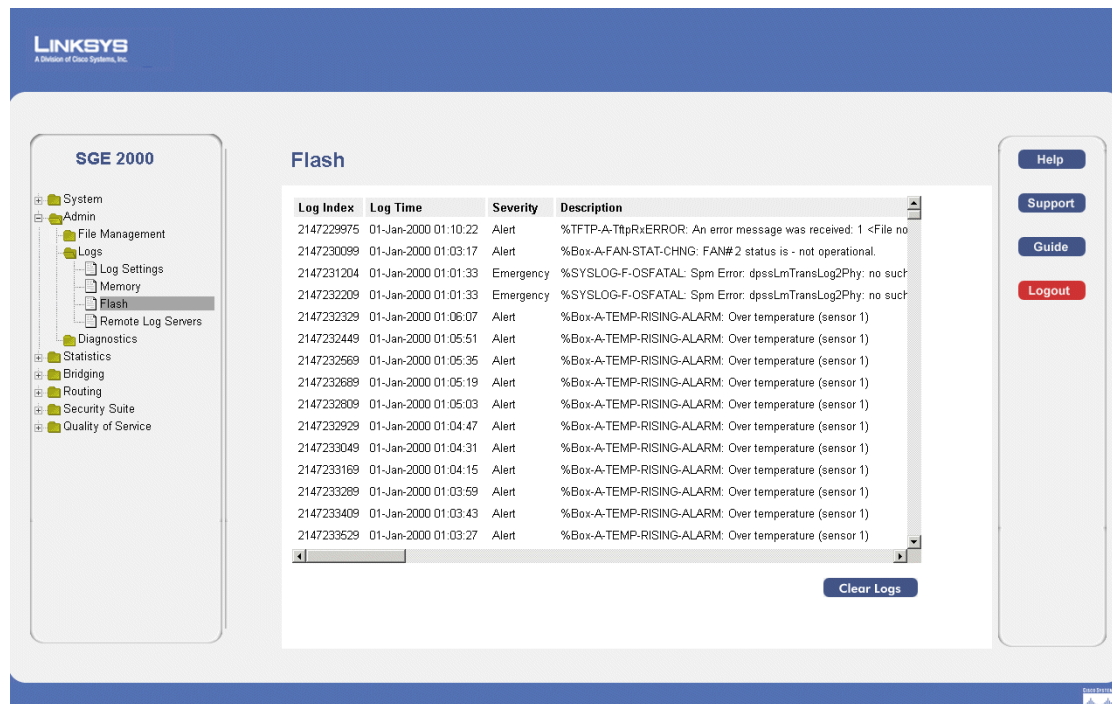 LINKSYS
A Division of Cisco Systems, Inc.
SGE 2000
System
Admin
File Management
Logs
Log Settings
Memory
Flash
Remote Log Servers
Diagnostics
Statistics
Bridging
Routing
Security Suite
Quality of Service
Flash
Log Index Log Time Severity Description
2147229975 01-Jan-2000 01:10:22 Alert %TFTP-A-TftpRxERROR: An error message was received: 1 <File no
2147230099 01-Jan-2000 01:03:17 Alert %Box-A-FAN-STAT-CHNG: FAN# 2 status is - not operational.
2147231204 01-Jan-2000 01:01:33 Emergency %SYSLOG-F-OSFATAL: Spm Error: dpssLmTransLog2Phy: no such
2147232209 01-Jan-2000 01:01:33 Emergency %SYSLOG-F-OSFATAL: Spm Error: dpssLmTransLog2Phy: no such
2147232329 01-Jan-2000 01:06:07 Alert %Box-A-TEMP-RISING-ALARM: Over temperature (sensor 1)
2147232449 01-Jan-2000 01:05:51 Alert %Box-A-TEMP-RISING-ALARM: Over temperature (sensor 1)
2147232569 01-Jan-2000 01:05:35 Alert %Box-A-TEMP-RISING-ALARM: Over temperature (sensor 1)
2147232689 01-Jan-2000 01:05:19 Alert %Box-A-TEMP-RISING-ALARM: Over temperature (sensor 1)
2147232809 01-Jan-2000 01:05:03 Alert %Box-A-TEMP-RISING-ALARM: Over temperature (sensor 1)
2147232929 01-Jan-2000 01:04:47 Alert %Box-A-TEMP-RISING-ALARM: Over temperature (sensor 1)
2147233049 01-Jan-2000 01:04:31 Alert %Box-A-TEMP-RISING-ALARM: Over temperature (sensor 1)
2147233169 01-Jan-2000 01:04:15 Alert %Box-A-TEMP-RISING-ALARM: Over temperature (sensor 1)
2147233289 01-Jan-2000 01:03:59 Alert %Box-A-TEMP-RISING-ALARM: Over temperature (sensor 1)
2147233409 01-Jan-2000 01:03:43 Alert %Box-A-TEMP-RISING-ALARM: Over temperature (sensor 1)
2147233529 01-Jan-2000 01:03:27 Alert %Box-A-TEMP-RISING-ALARM: Over temperature (sensor 1)
Clear Logs
Help
Support
Guide
Logout